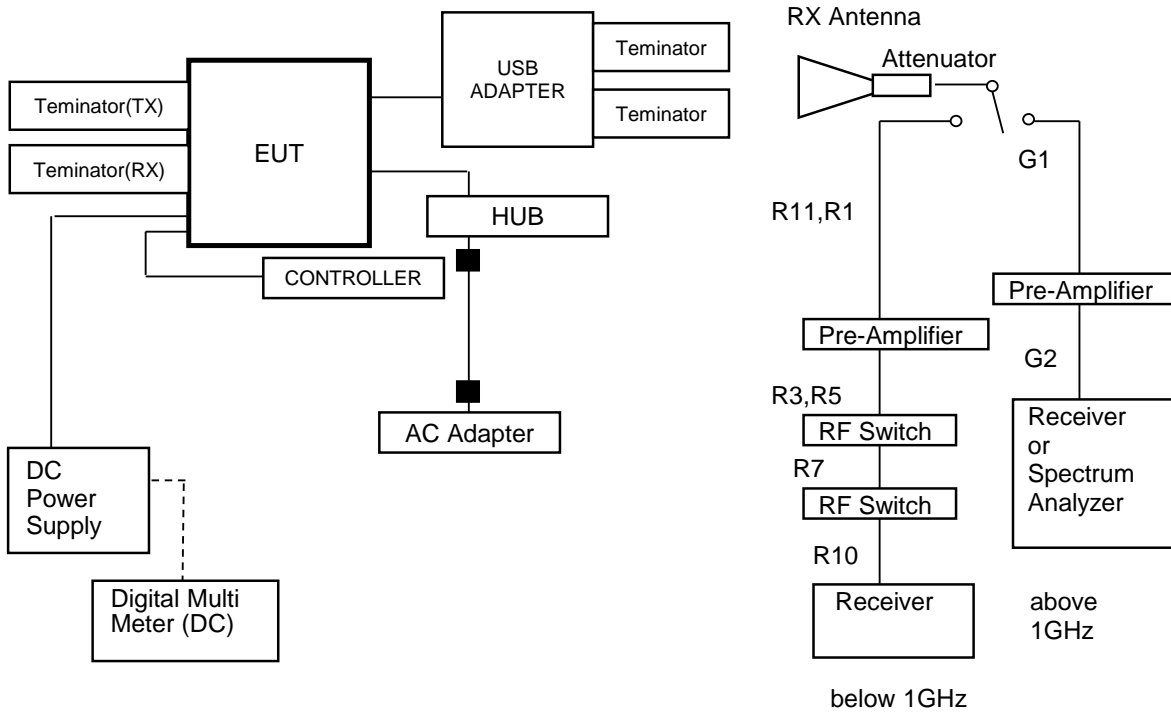 Teminator(TX)
Teminator(RX)
EUT
USB
ADAPTER
Teminator
Teminator
HUB
CONTROLLER
AC Adapter
DC
Power
Supply
Digital Multi
Meter (DC)
RX Antenna
Attenuator
G1
R11,R1
Pre-Amplifier
Pre-Amplifier
G2
R3,R5
RF Switch
R7
RF Switch
R10
Receiver
below 1GHz
Receiver
or
Spectrum
Analyzer
above
1GHz